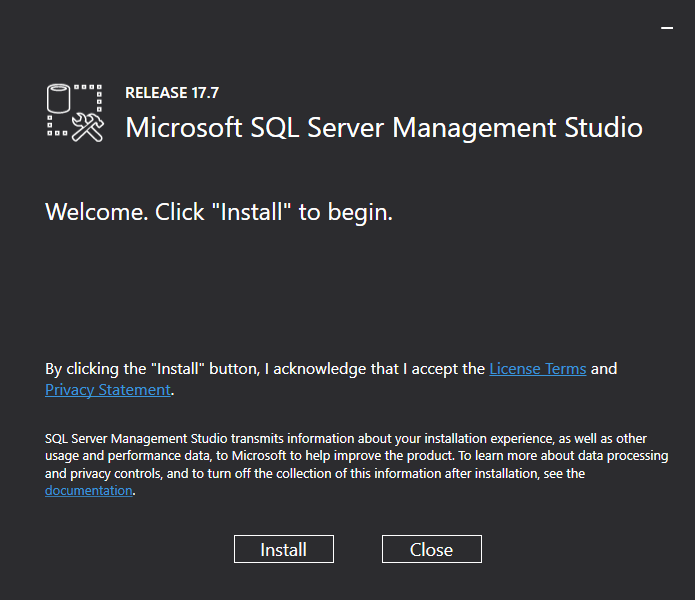 RELEASE 17.7
Microsoft SQL Server Management Studio
Welcome. Click "Install" to begin.
By clicking the "Install" button, I acknowledge that I accept the License Terms and
Privacy Statement.
SQL Server Management Studio transmits information about your installation experience, as well as other
usage and performance data, to Microsoft to help improve the product. To learn more about data processing
and privacy controls, and to turn off the collection of this information after installation, see the
documentation.
Install
Close